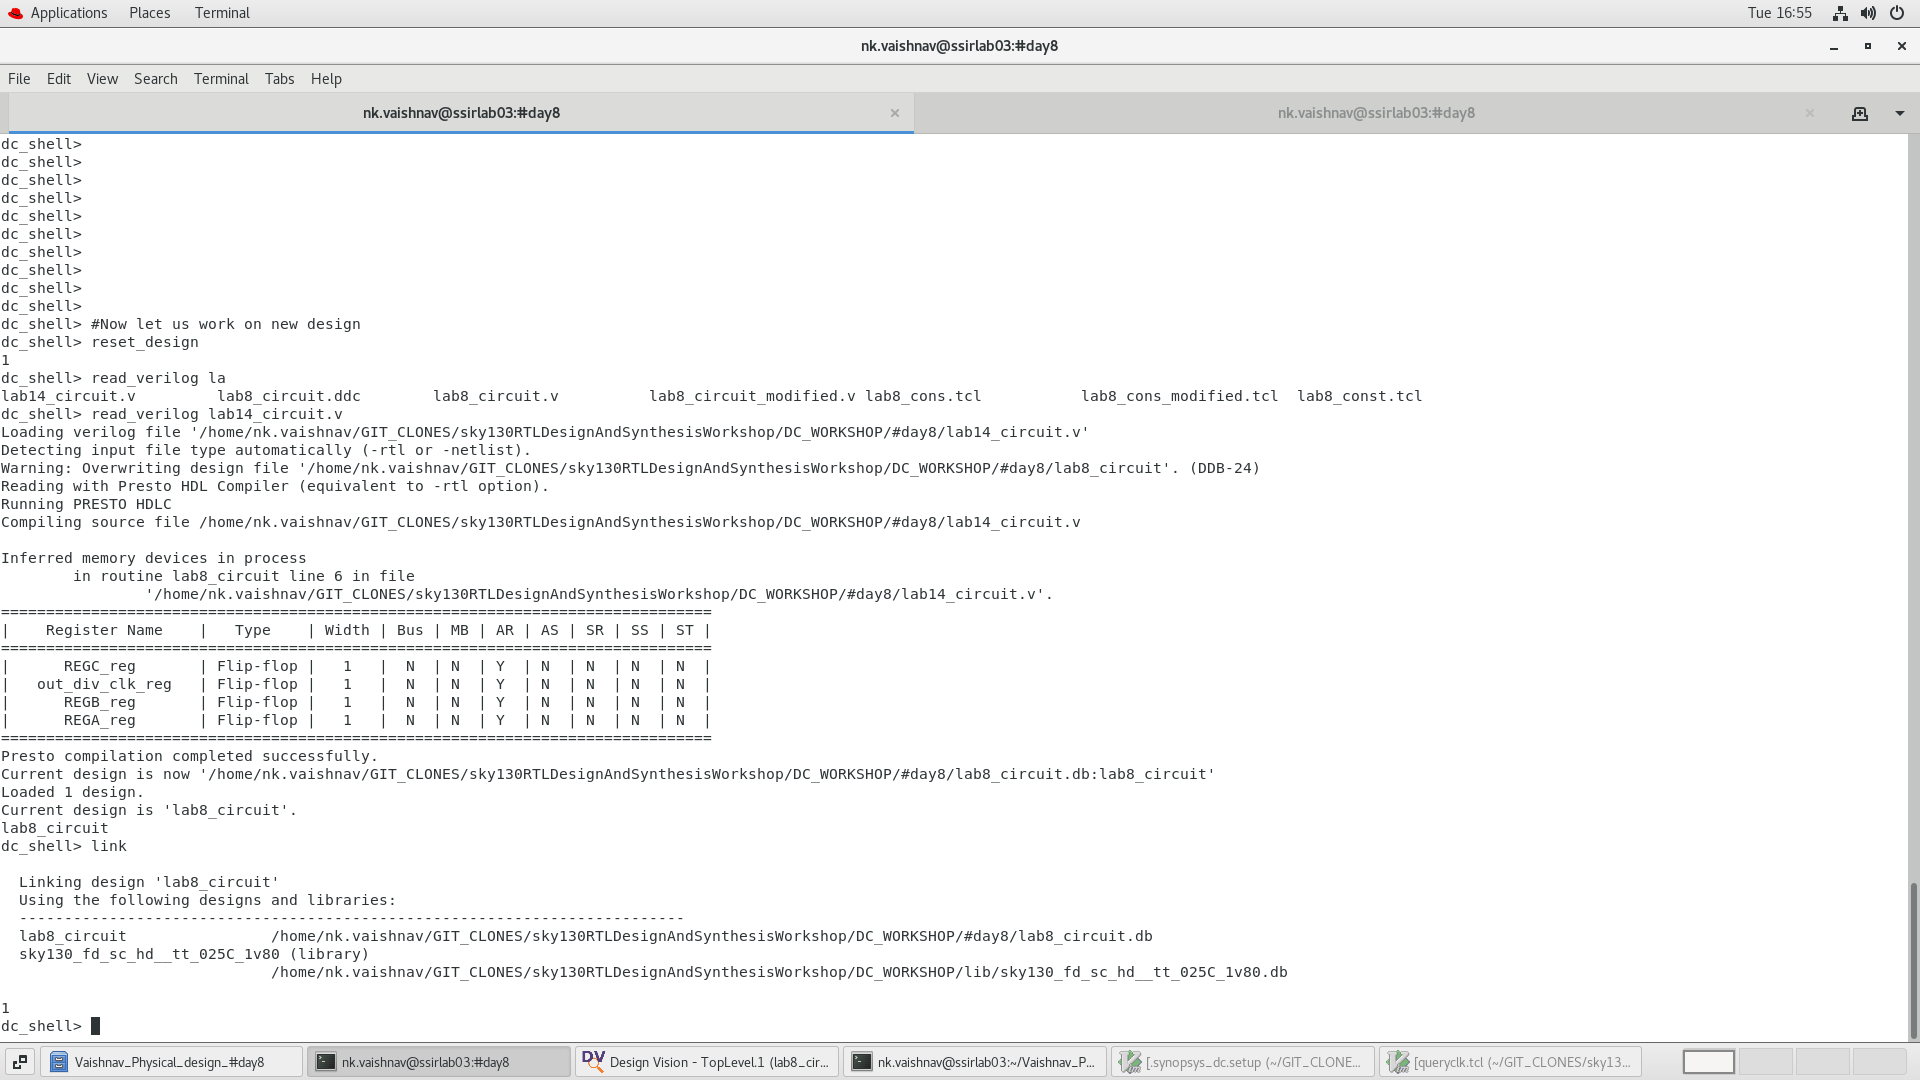 Applications Places Terminal Tue 16:55
nk.vaishnav@ssirlab03:#day8
File Edit View Search Terminal Tabs Help
nk.vaishnav@ssirlab03:#day8 × nk.vaishnav@ssirlab03:#day8 ×
dc_shell>
dc_shell>
dc_shell>
dc_shell>
dc_shell>
dc_shell>
dc_shell>
dc_shell>
dc_shell>
dc_shell>
dc_shell> #Now let us work on new design
dc_shell> reset_design
1
dc_shell> read_verilog la
lab14_circuit.v         lab8_circuit.ddc        lab8_circuit.v          lab8_circuit_modified.v lab8_cons.tcl           lab8_cons_modified.tcl  lab8_const.tcl
dc_shell> read_verilog lab14_circuit.v
Loading verilog file '/home/nk.vaishnav/GIT_CLONES/sky130RTLDesignAndSynthesisWorkshop/DC_WORKSHOP/#day8/lab14_circuit.v'
Detecting input file type automatically (-rtl or -netlist).
Warning: Overwriting design file '/home/nk.vaishnav/GIT_CLONES/sky130RTLDesignAndSynthesisWorkshop/DC_WORKSHOP/#day8/lab8_circuit'. (DDB-24)
Reading with Presto HDL Compiler (equivalent to -rtl option).
Running PRESTO HDLC
Compiling source file /home/nk.vaishnav/GIT_CLONES/sky130RTLDesignAndSynthesisWorkshop/DC_WORKSHOP/#day8/lab14_circuit.v
Inferred memory devices in process
        in routine lab8_circuit line 6 in file
                '/home/nk.vaishnav/GIT_CLONES/sky130RTLDesignAndSynthesisWorkshop/DC_WORKSHOP/#day8/lab14_circuit.v'.
===============================================================================
|    Register Name    |   Type    | Width | Bus | MB | AR | AS | SR | SS | ST |
===============================================================================
|      REGC_reg       | Flip-flop |   1   |  N  | N  | Y  | N  | N  | N  | N  |
|   out_div_clk_reg   | Flip-flop |   1   |  N  | N  | Y  | N  | N  | N  | N  |
|      REGB_reg       | Flip-flop |   1   |  N  | N  | Y  | N  | N  | N  | N  |
|      REGA_reg       | Flip-flop |   1   |  N  | N  | Y  | N  | N  | N  | N  |
===============================================================================
Presto compilation completed successfully.
Current design is now '/home/nk.vaishnav/GIT_CLONES/sky130RTLDesignAndSynthesisWorkshop/DC_WORKSHOP/#day8/lab8_circuit.db:lab8_circuit'
Loaded 1 design.
Current design is 'lab8_circuit'.
lab8_circuit
dc_shell> link
  Linking design 'lab8_circuit'
  Using the following designs and libraries:
  --------------------------------------------------------------------------
  lab8_circuit                /home/nk.vaishnav/GIT_CLONES/sky130RTLDesignAndSynthesisWorkshop/DC_WORKSHOP/#day8/lab8_circuit.db
  sky130_fd_sc_hd__tt_025C_1v80 (library)
                              /home/nk.vaishnav/GIT_CLONES/sky130RTLDesignAndSynthesisWorkshop/DC_WORKSHOP/lib/sky130_fd_sc_hd__tt_025C_1v80.db
1
dc_shell>
Vaishnav_Physical_design_#day8 nk.vaishnav@ssirlab03:#day8 DV Design Vision - TopLevel.1 (lab8_cir... nk.vaishnav@ssirlab03:~/Vaishnav_P... [.synopsys_dc.setup (~/GIT_CLONE... [queryclk.tcl (~/GIT_CLONES/sky13...